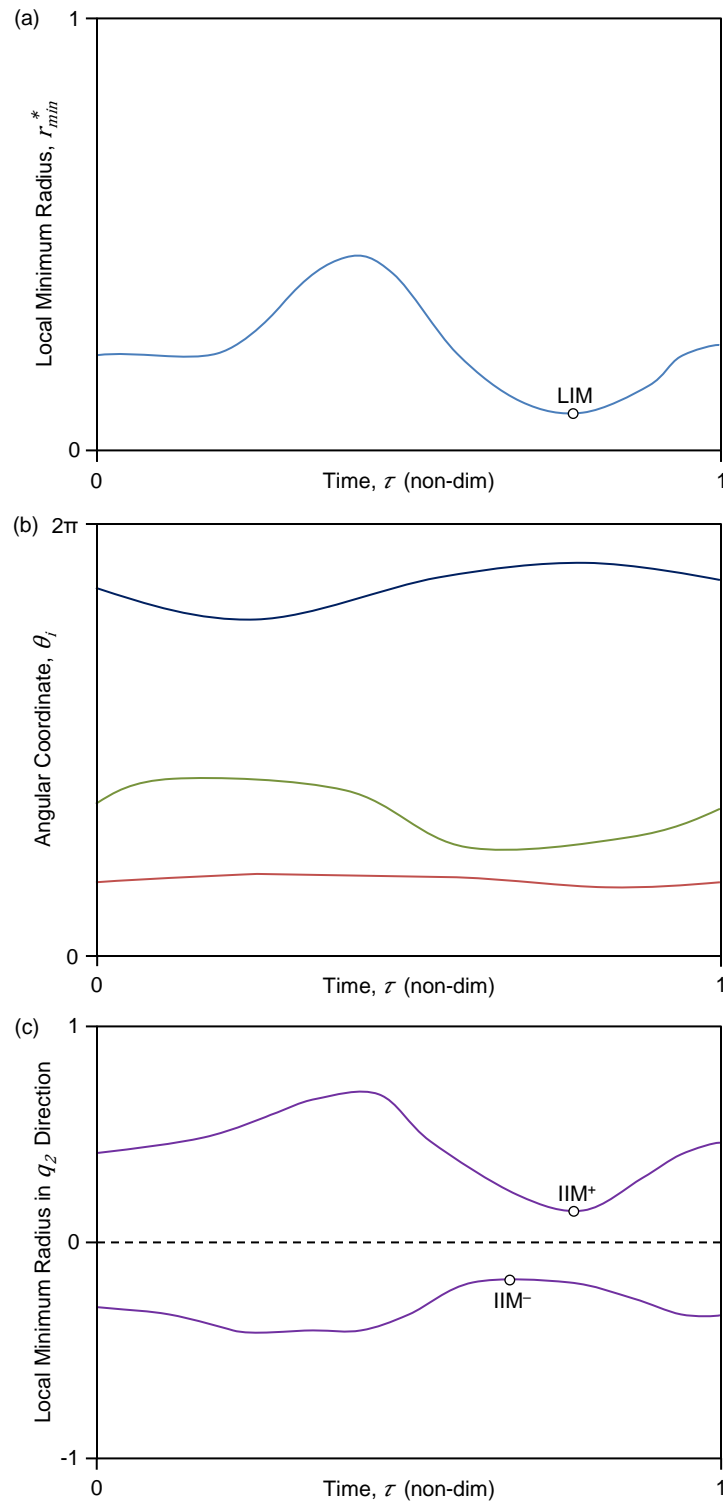 (a)
1
Local Minimum Radius, r*min
LIM
0
0
Time, τ (non-dim)
1
(b)
2π
Angular Coordinate, θi
0
0
Time, τ (non-dim)
1
(c)
1
Local Minimum Radius in q2 Direction
IIM+
0
IIM–
-1
0
Time, τ (non-dim)
1